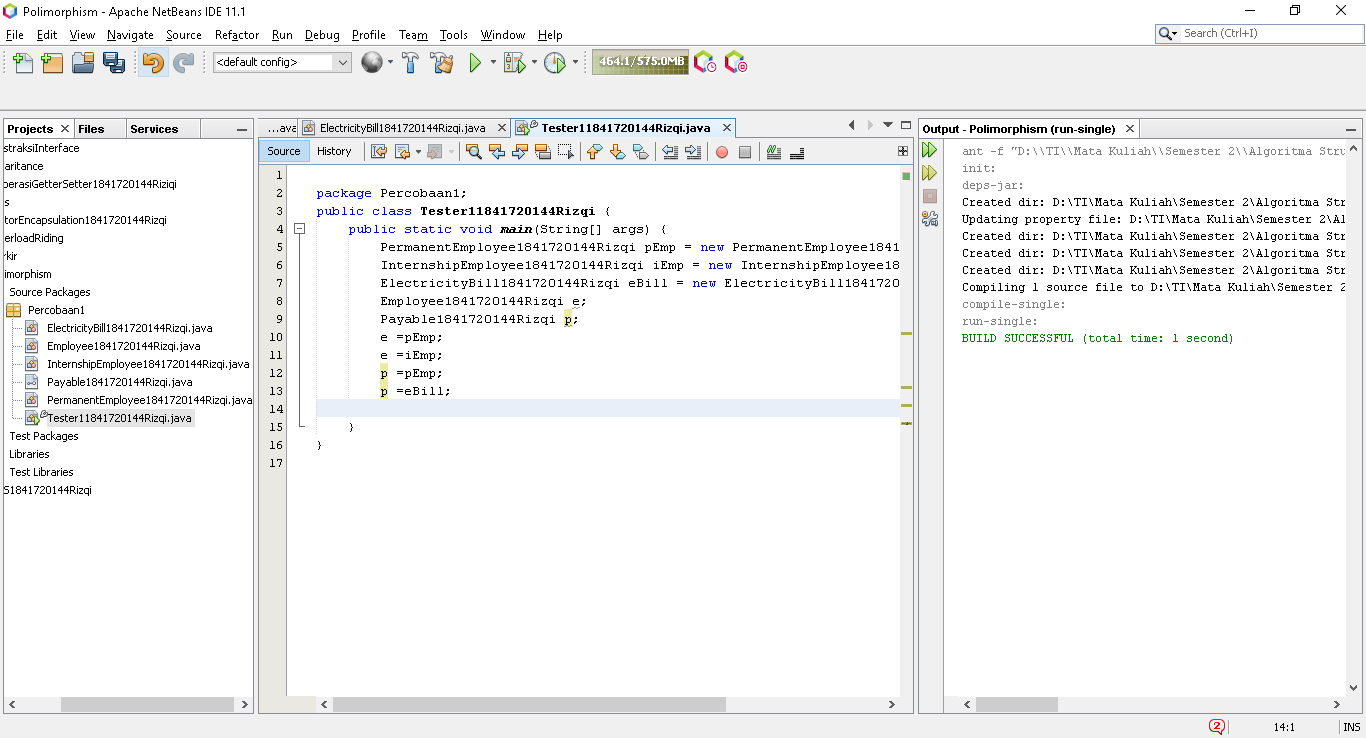 Polimorphism - Apache NetBeans IDE 11.1
File Edit View Navigate Source Refactor Run Debug Profile Team Tools Window Help
Search (Ctrl+I)
<default config>
464.1/575.0MB
Projects Files Services
straksiInterface
aritance
perasiGetterSetter1841720144Rizqi
s
torEncapsulation1841720144Rizqi
erloadRiding
rkir
imorphism
Source Packages
Percobaan1
ElectricityBill1841720144Rizqi.java
Employee1841720144Rizqi.java
InternshipEmployee1841720144Rizqi.java
Payable1841720144Rizqi.java
PermanentEmployee1841720144Rizqi.java
Tester11841720144Rizqi.java
Test Packages
Libraries
Test Libraries
S1841720144Rizqi
...ava ElectricityBill1841720144Rizqi.java Tester11841720144Rizqi.java
Source History
1
2 package Percobaan1;
3 public class Tester11841720144Rizqi {
4 public static void main(String[] args) {
5 PermanentEmployee1841720144Rizqi pEmp = new PermanentEmployee1841
6 InternshipEmployee1841720144Rizqi iEmp = new InternshipEmployee18
7 ElectricityBill1841720144Rizqi eBill = new ElectricityBill184172​0
8 Employee1841720144Rizqi e;
9 Payable1841720144Rizqi p;
10 e =pEmp;
11 e =iEmp;
12 p =pEmp;
13 p =eBill;
14
15 }
16 }
17
Output - Polimorphism (run-single)
ant -f "D:\\TI\\Mata Kuliah\\Semester 2\\Algoritma Stru
init:
deps-jar:
Created dir: D:\TI\Mata Kuliah\Semester 2\Algoritma Str
Updating property file: D:\TI\Mata Kuliah\Semester 2\Al
Created dir: D:\TI\Mata Kuliah\Semester 2\Algoritma Str
Created dir: D:\TI\Mata Kuliah\Semester 2\Algoritma Str
Created dir: D:\TI\Mata Kuliah\Semester 2\Algoritma Str
Compiling 1 source file to D:\TI\Mata Kuliah\Semester 2
compile-single:
run-single:
BUILD SUCCESSFUL (total time: 1 second)
2 14:1 INS